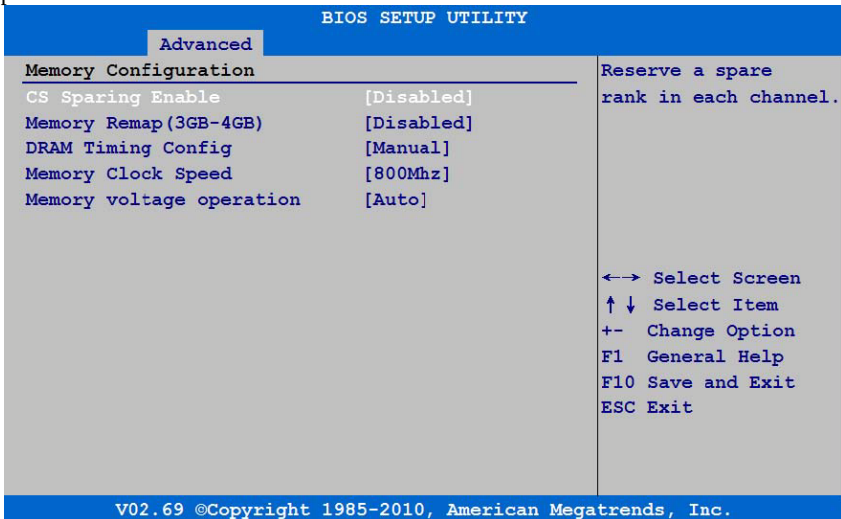 BIOS SETUP UTILITY
Advanced
Memory Configuration
CS Sparing Enable [Disabled]
Memory Remap(3GB-4GB) [Disabled]
DRAM Timing Config [Manual]
Memory Clock Speed [800Mhz]
Memory voltage operation [Auto]
Reserve a spare
rank in each channel.
←→ Select Screen
↑↓ Select Item
+- Change Option
F1 General Help
F10 Save and Exit
ESC Exit
V02.69 ©Copyright 1985-2010, American Megatrends, Inc.